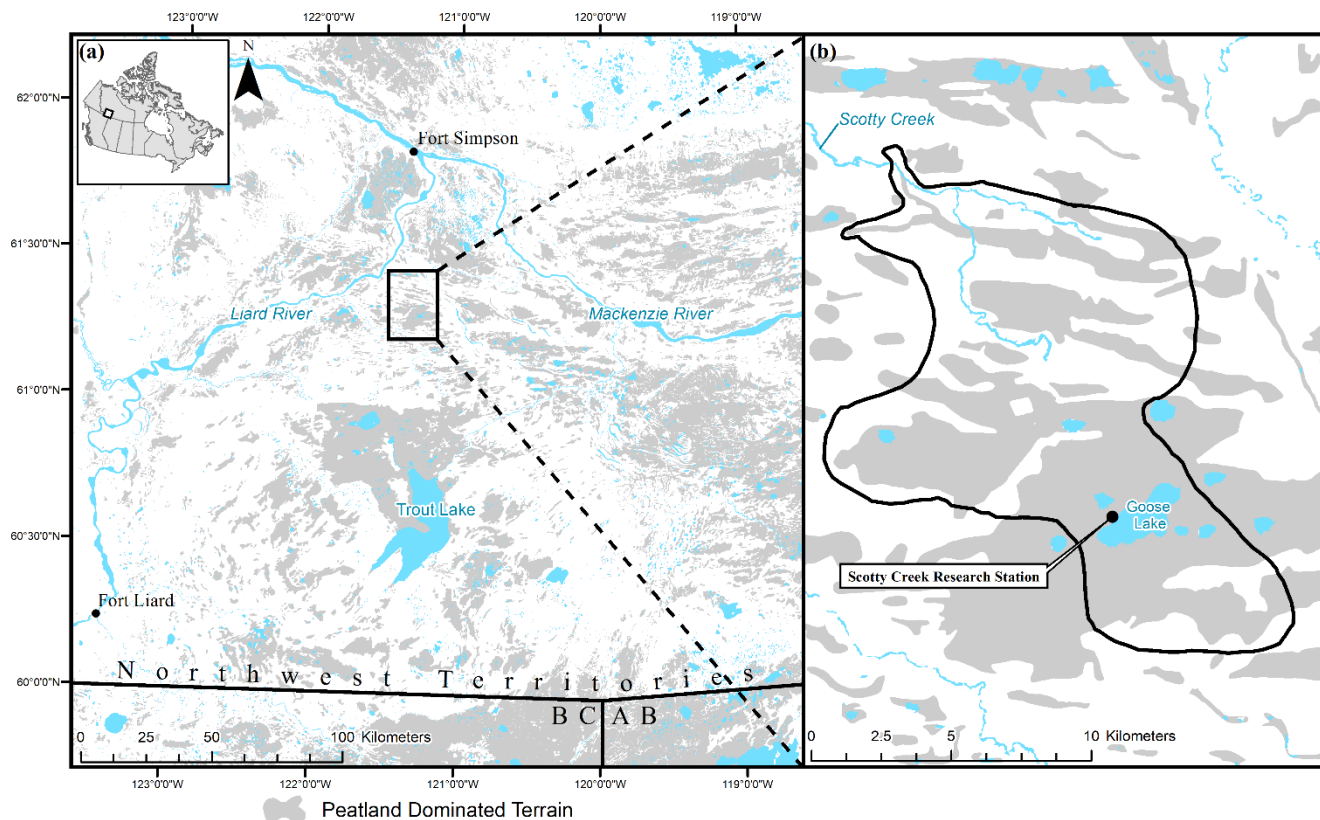 123°0'0"W 122°0'0"W 121°0'0"W 120°0'0"W 119°0'0"W
(a)
N
62°0'0"N
Fort Simpson
61°30'0"N
Liard River
Mackenzie River
61°0'0"N
Trout Lake
60°30'0"N
Fort Liard
60°0'0"N
Northwest Territories
BC AB
0 25 50 100 Kilometers
123°0'0"W 122°0'0"W 121°0'0"W 120°0'0"W 119°0'0"W
(b)
Scotty Creek
Goose
Lake
Scotty Creek Research Station
0 2.5 5 10 Kilometers
Peatland Dominated Terrain